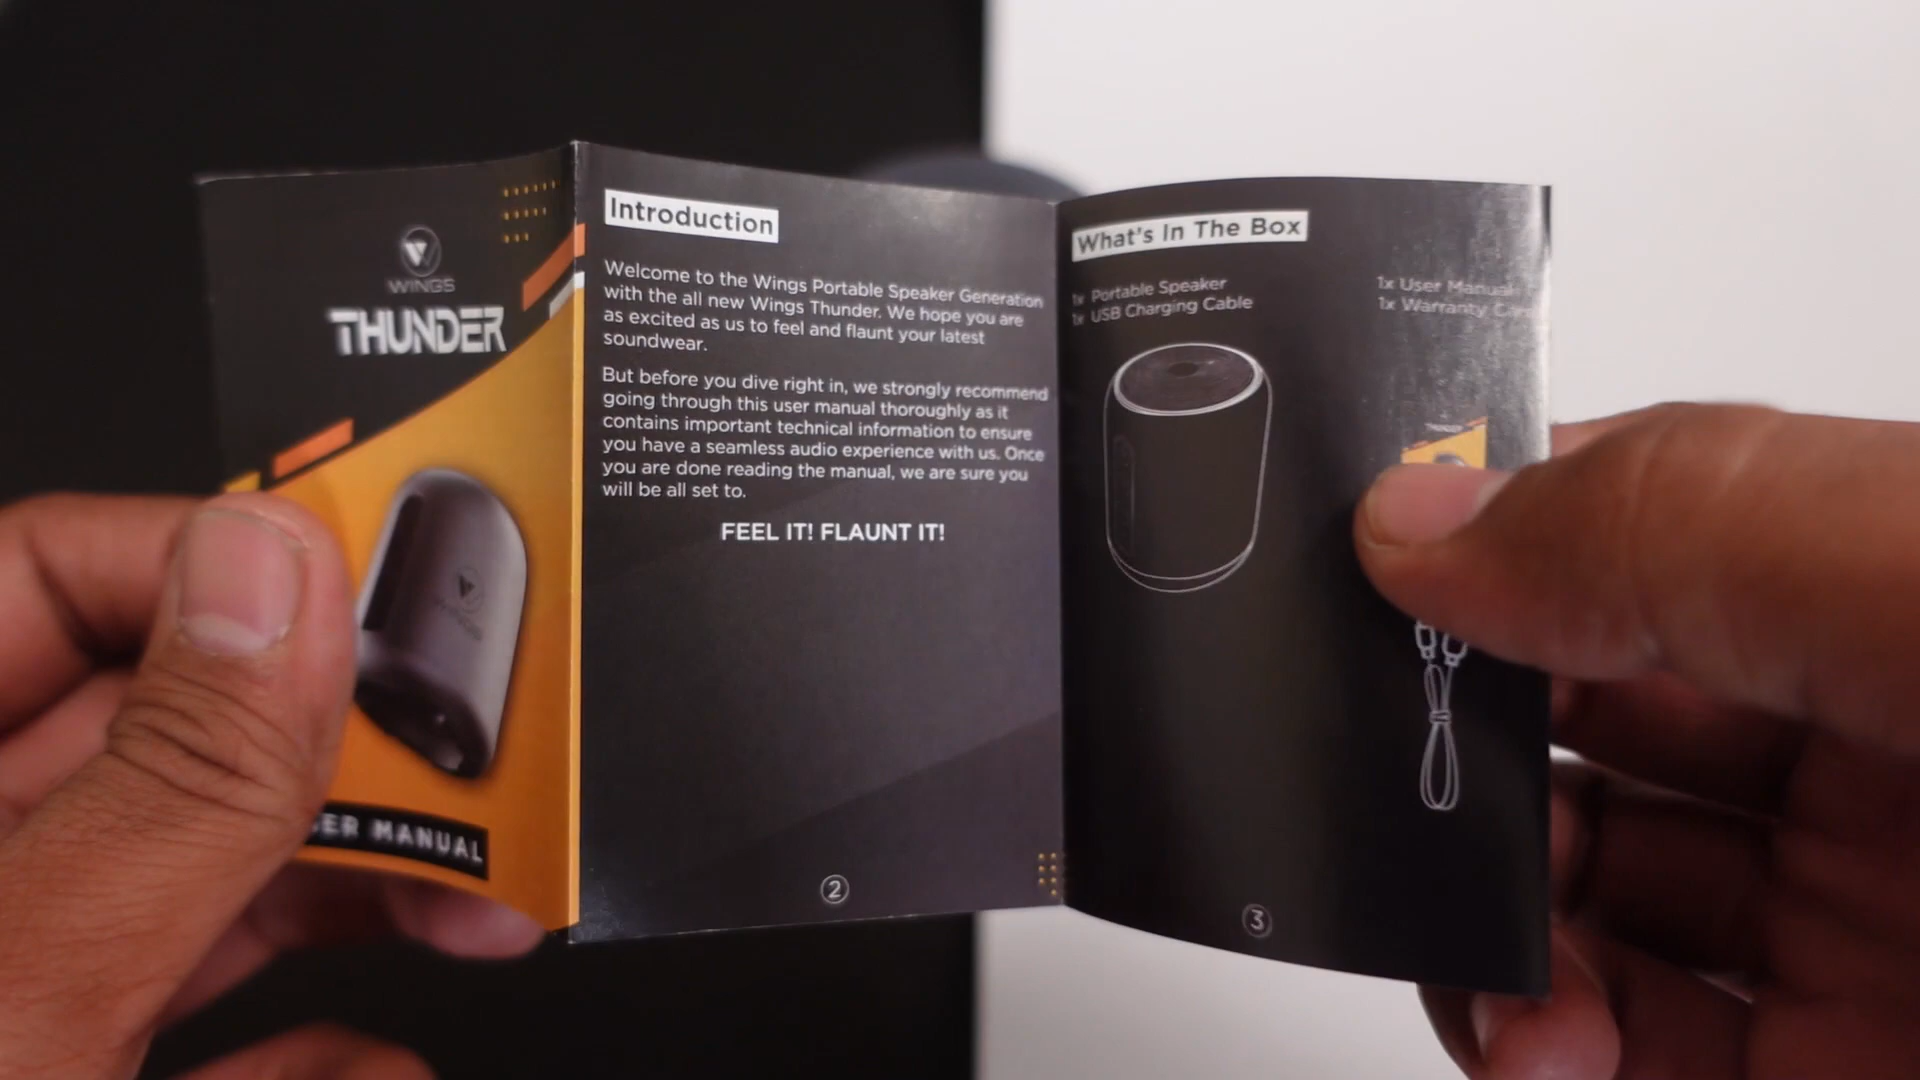 WINGS
THUNDER
ER MANUAL
Introduction
Welcome to the Wings Portable Speaker Generation
with the all new Wings Thunder. We hope you are
as excited as us to feel and flaunt your latest
soundwear.
But before you dive right in, we strongly recommend
going through this user manual thoroughly as it
contains important technical information to ensure
you have a seamless audio experience with us. Once
you are done reading the manual, we are sure you
will be all set to.
FEEL IT! FLAUNT IT!
2
What's In The Box
1x Portable Speaker
1x USB Charging Cable
1x User Manual
1x Warranty
THUNDER
3